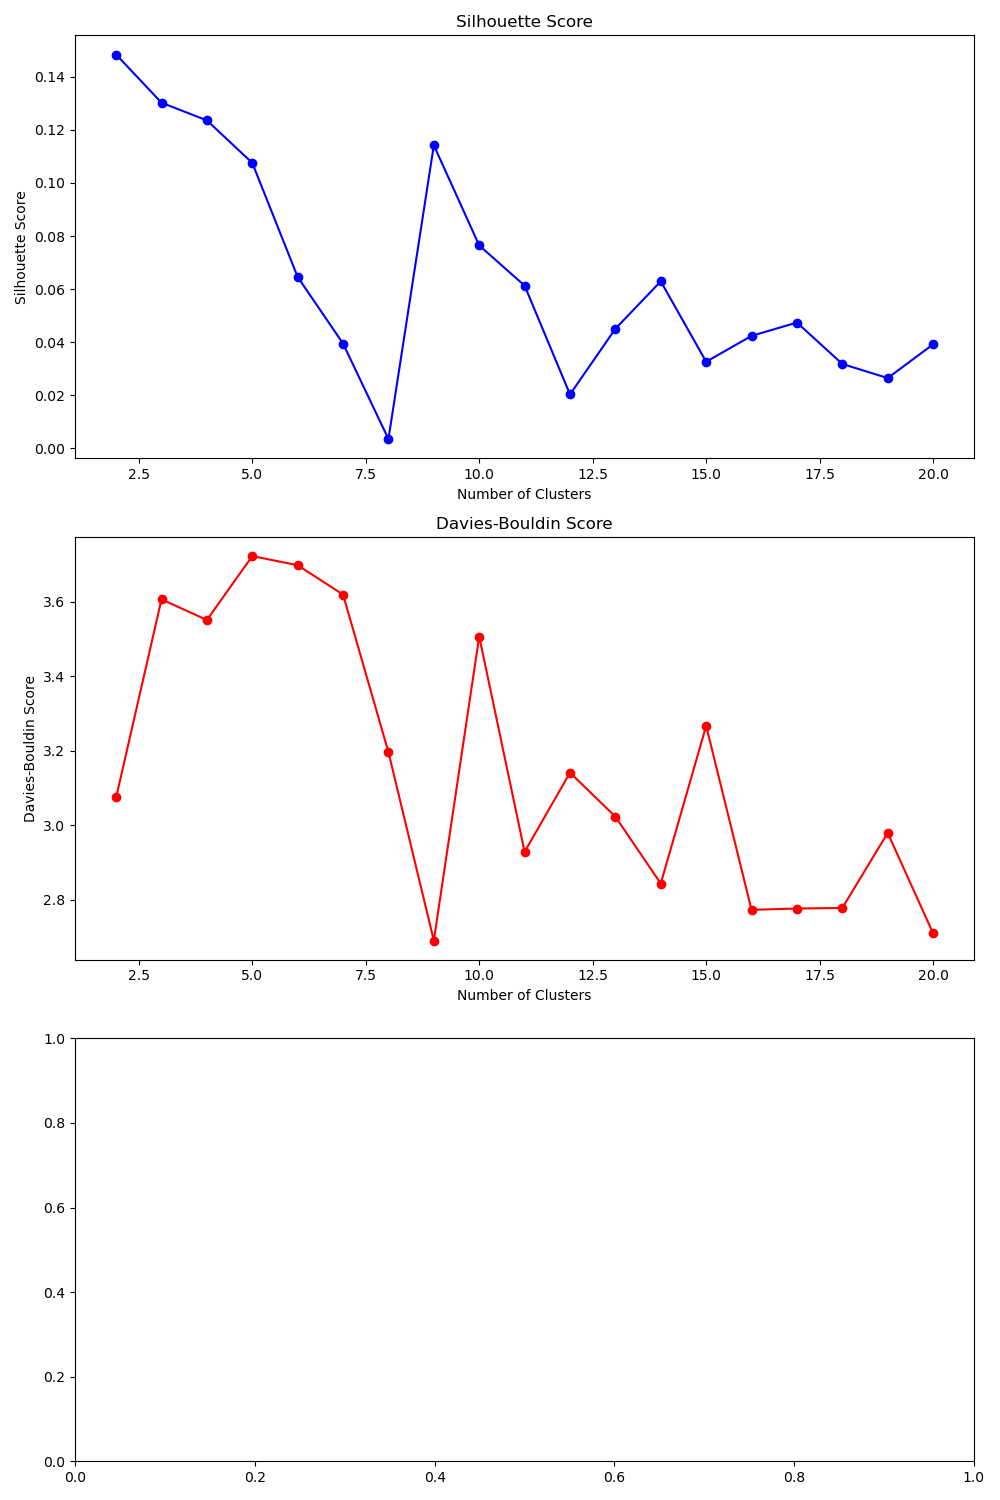 Silhouette Score
Silhouette Score
0.14
0.12
0.10
0.08
0.06
0.04
0.02
0.00
2.5 5.0 7.5 10.0 12.5 15.0 17.5 20.0
Number of Clusters
Davies-Bouldin Score
Davies-Bouldin Score
3.6
3.4
3.2
3.0
2.8
2.5 5.0 7.5 10.0 12.5 15.0 17.5 20.0
Number of Clusters
1.0
0.8
0.6
0.4
0.2
0.0
0.0 0.2 0.4 0.6 0.8 1.0